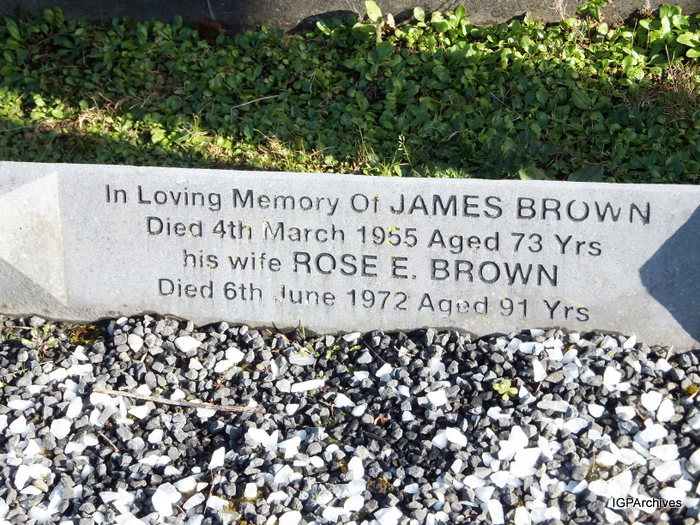 In Loving Memory Of JAMES BROWN
Died 4th March 1955 Aged 73 Yrs
his wife ROSE E. BROWN
Died 6th June 1972 Aged 91 Yrs
IGPArchives